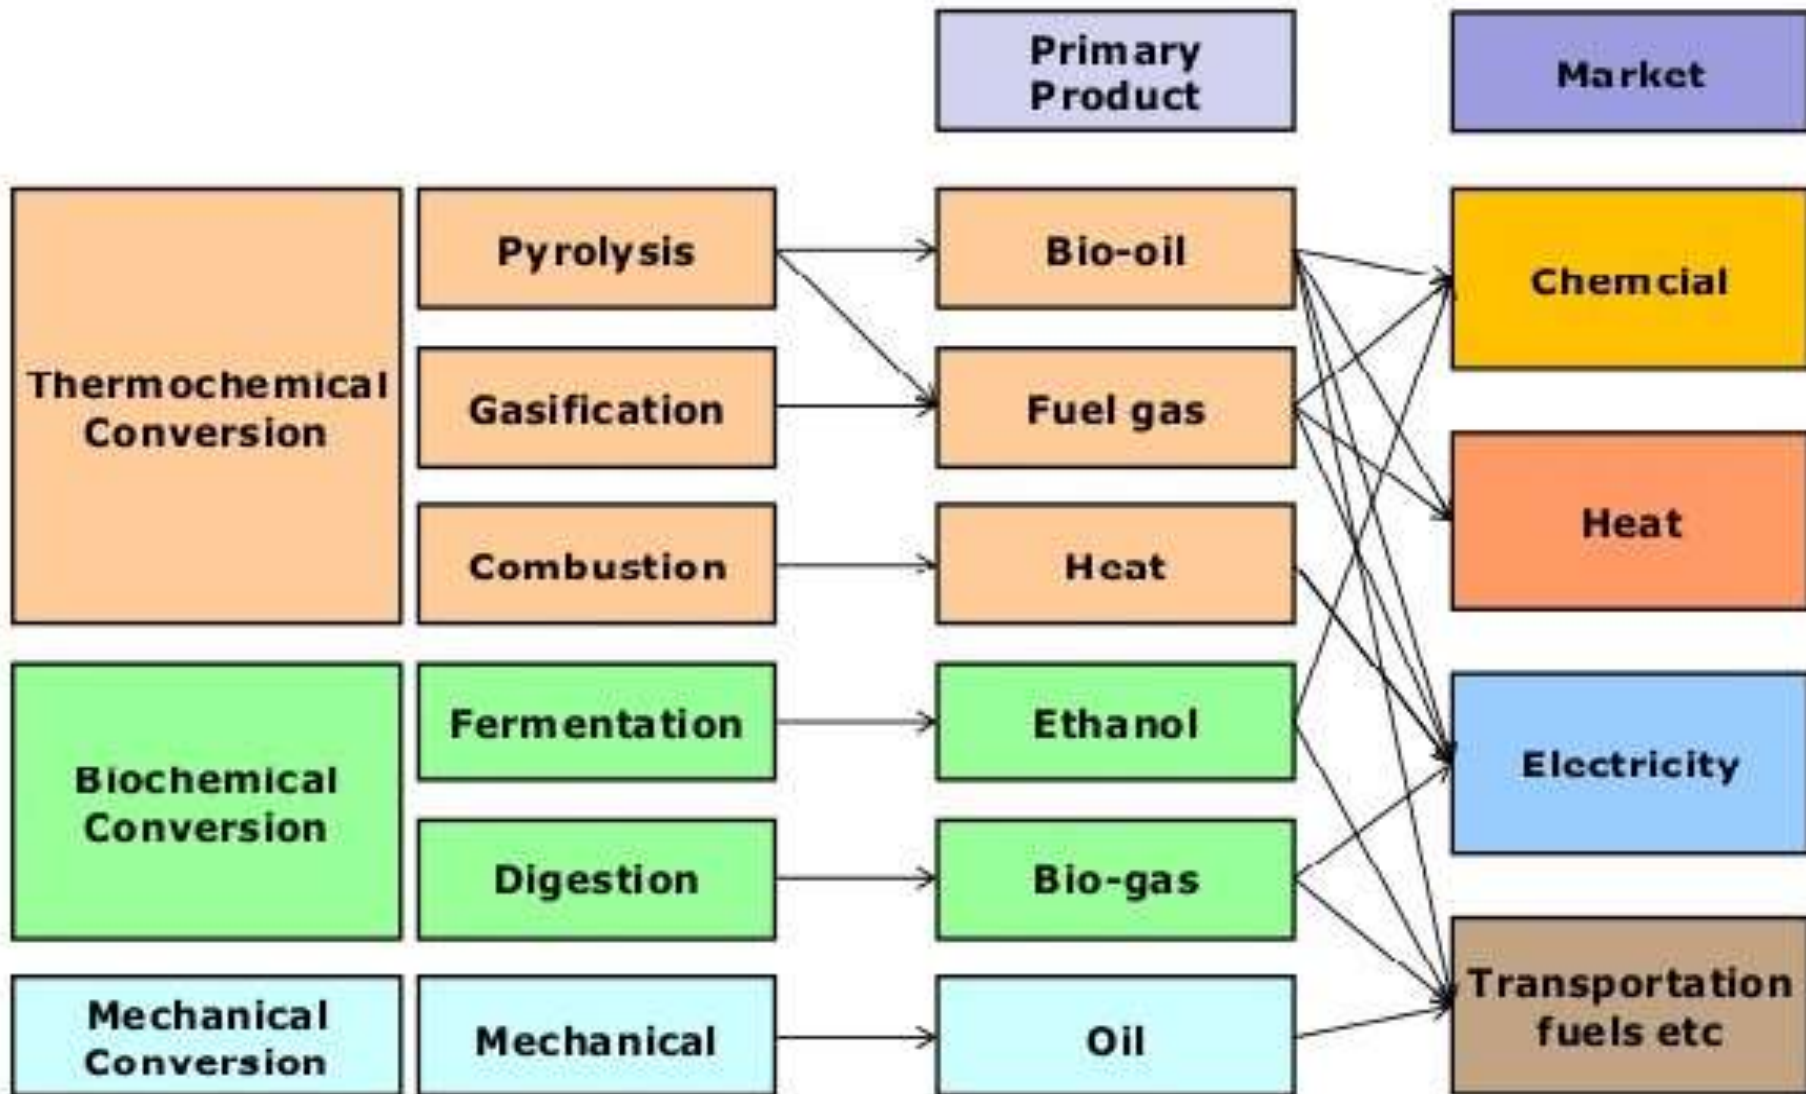 Primary
Product
Market
Thermochemical
Conversion
Pyrolysis
Bio-oil
Chemcial
Gasification
Fuel gas
Heat
Combustion
Heat
Biochemical
Conversion
Fermentation
Ethanol
Electricity
Digestion
Bio-gas
Transportation
fuels etc
Mechanical
Conversion
Mechanical
Oil